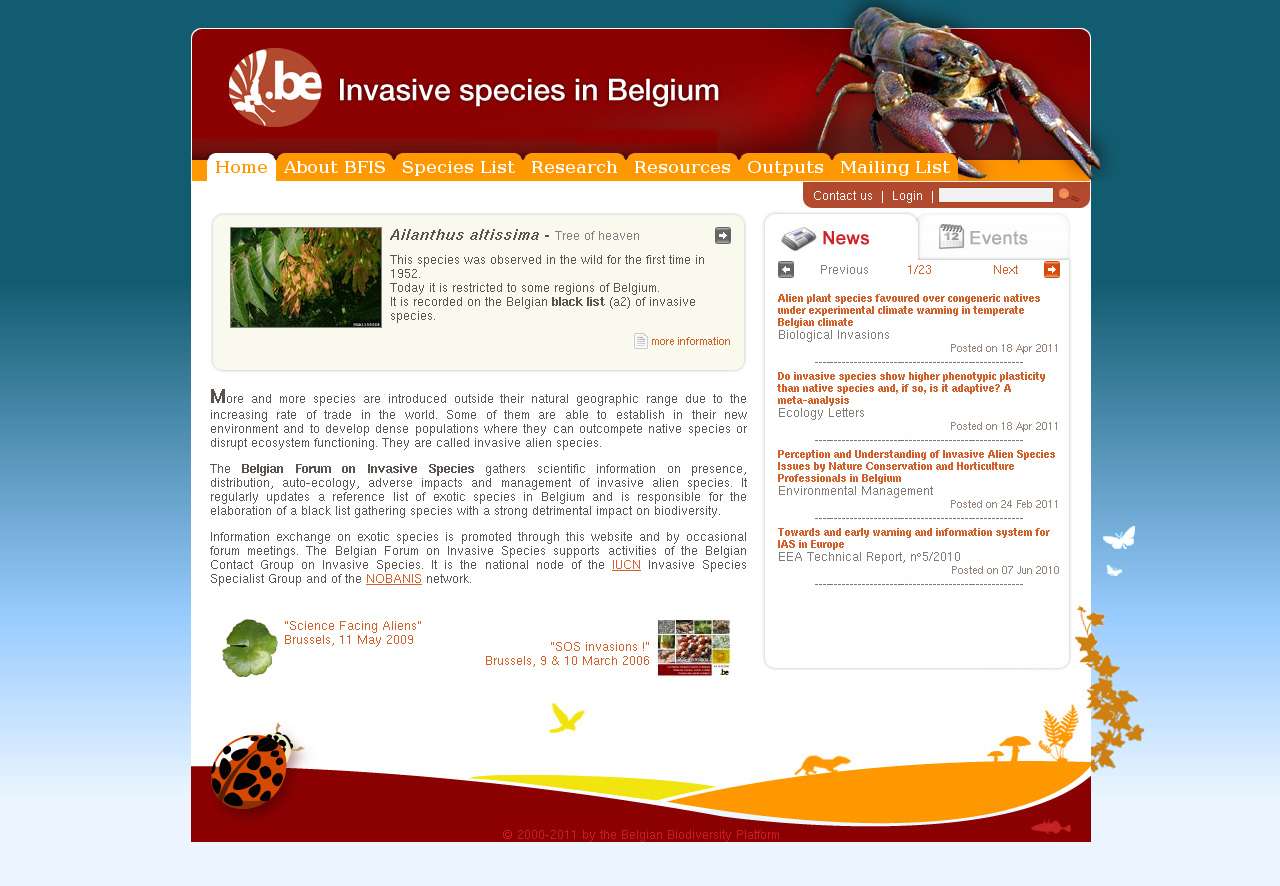 .be Invasive species in Belgium
Home About BFIS Species List Research Resources Outputs Mailing List
Contact us | Login |
Ailanthus altissima - Tree of heaven
This species was observed in the wild for the first time in
1952.
Today it is restricted to some regions of Belgium.
It is recorded on the Belgian black list (a2) of invasive
species.
more information
More and more species are introduced outside their natural geographic range due to the
increasing rate of trade in the world. Some of them are able to establish in their new
environment and to develop dense populations where they can outcompete native species or
disrupt ecosystem functioning. They are called invasive alien species.
The Belgian Forum on Invasive Species gathers scientific information on presence,
distribution, auto-ecology, adverse impacts and management of invasive alien species. It
regularly updates a reference list of exotic species in Belgium and is responsible for the
elaboration of a black list gathering species with a strong detrimental impact on biodiversity.
Information exchange on exotic species is promoted through this website and by occasional
forum meetings. The Belgian Forum on Invasive Species supports activities of the Belgian
Contact Group on Invasive Species. It is the national node of the IUCN Invasive Species
Specialist Group and of the NOBANIS network.
"Science Facing Aliens"
Brussels, 11 May 2009
"SOS invasions !"
Brussels, 9 & 10 March 2006
.be
News
12 Events
Previous 1/23 Next
Alien plant species favoured over congeneric natives
under experimental climate warming in temperate
Belgian climate
Biological Invasions
Posted on 18 Apr 2011
Do invasive species show higher phenotypic plasticity
than native species and, if so, is it adaptive? A
meta-analysis
Ecology Letters
Posted on 18 Apr 2011
Perception and Understanding of Invasive Alien Species
Issues by Nature Conservation and Horticulture
Professionals in Belgium
Environmental Management
Posted on 24 Feb 2011
Towards and early warning and information system for
IAS in Europe
EEA Technical Report, n°5/2010
Posted on 07 Jun 2010
© 2000-2011 by the Belgian Biodiversity Platform